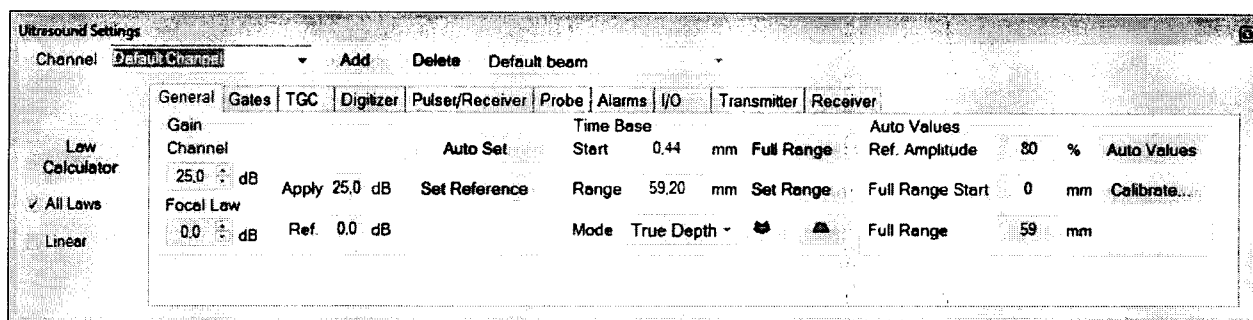 Ultrasound Settings
Channel Default Channel Add Delete Default beam
General Gates TGC Digitizer Pulser/Receiver Probe Alarms I/O Transmitter Receiver
Gain Time Base Auto Values
Law Calculator
Channel Auto Set Start 0,44 mm Full Range Ref. Amplitude 80 % Auto Values
25,0 dB Apply 25,0 dB Set Reference Range 59,20 mm Set Range Full Range Start 0 mm Calibrate...
All Laws Focal Law
Linear 0,0 dB Ref. 0.0 dB Mode True Depth Full Range 59 mm